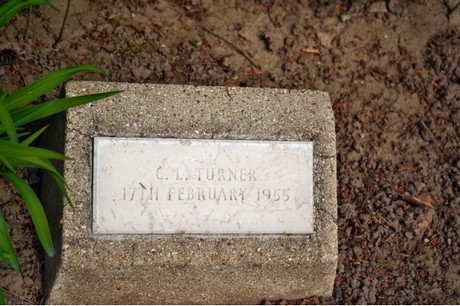 C. L. TURNER
17TH FEBRUARY 1955